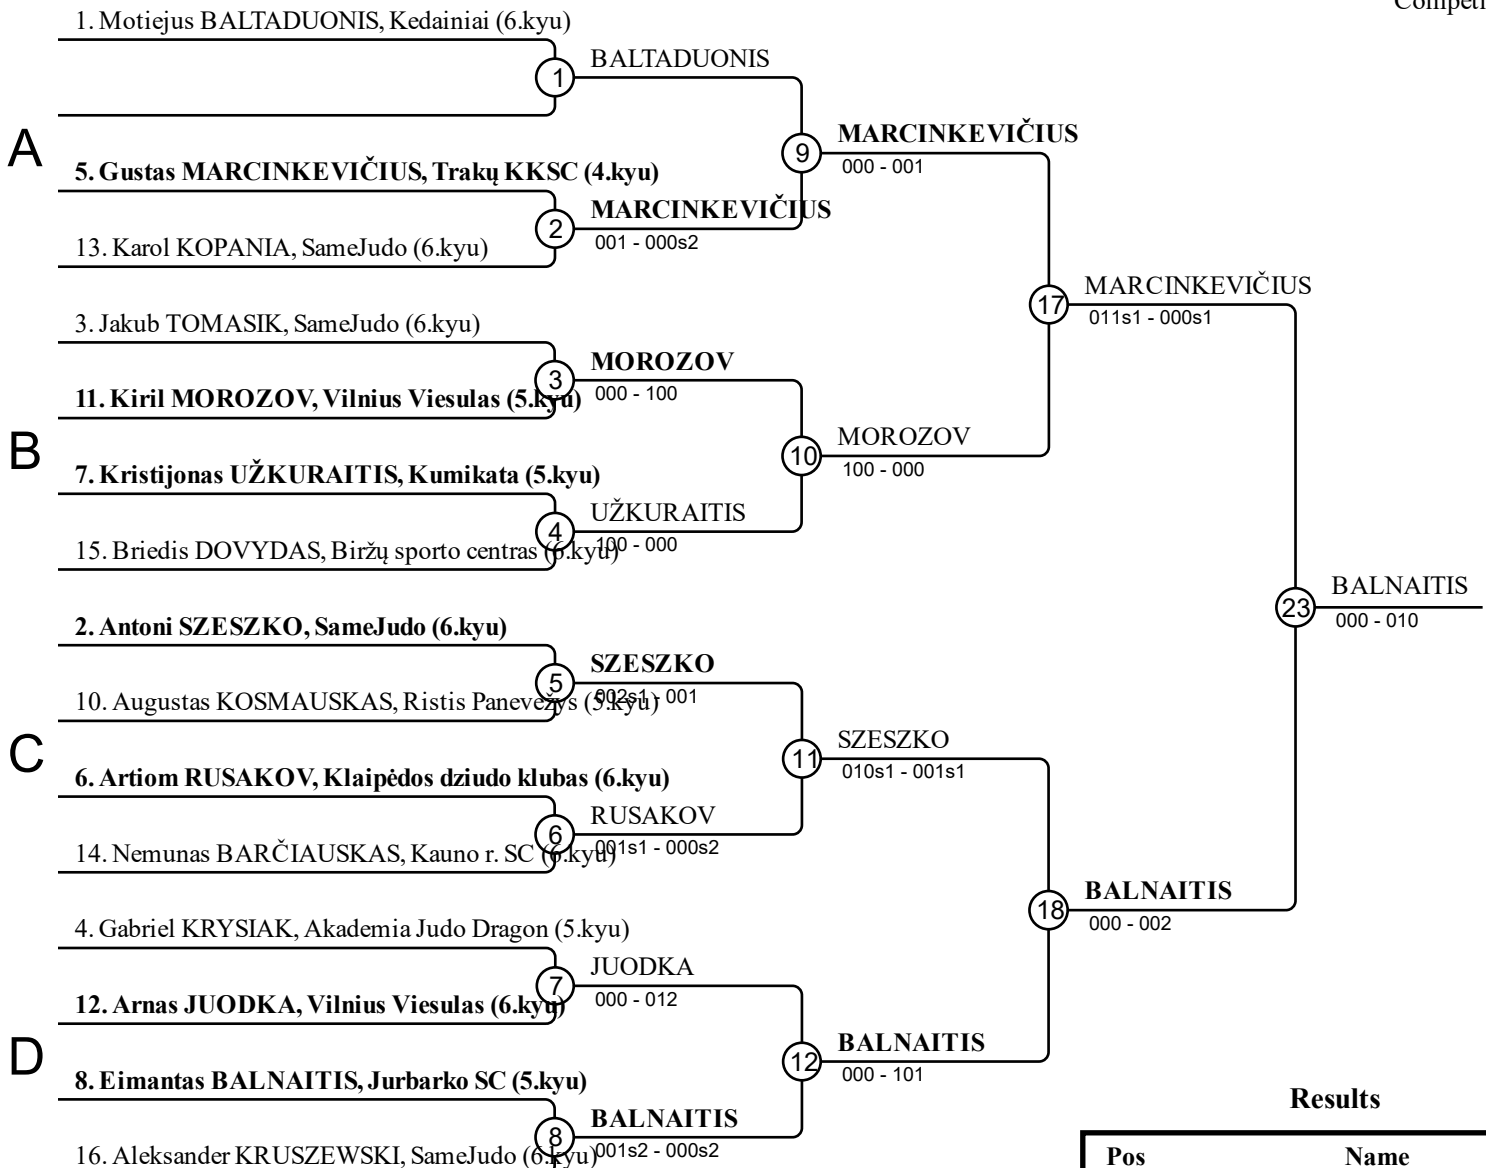 Competi
1. Motiejus BALTADUONIS, Kedainiai (6.kyu)
1
BALTADUONIS
A
9
MARCINKEVIČIUS
000 - 001
5. Gustas MARCINKEVIČIUS, Trakų KKSC (4.kyu)
2
MARCINKEVIČIUS
001 - 000s2
13. Karol KOPANIA, SameJudo (6.kyu)
17
MARCINKEVIČIUS
011s1 - 000s1
3. Jakub TOMASIK, SameJudo (6.kyu)
3
MOROZOV
000 - 100
11. Kiril MOROZOV, Vilnius Viesulas (5.kyu)
B
10
MOROZOV
100 - 000
7. Kristijonas UŽKURAITIS, Kumikata (5.kyu)
4
UŽKURAITIS
100 - 000
15. Briedis DOVYDAS, Biržų sporto centras (6.kyu)
23
BALNAITIS
000 - 010
2. Antoni SZESZKO, SameJudo (6.kyu)
5
SZESZKO
002s1 - 001
10. Augustas KOSMAUSKAS, Ristis Panevežys (5.kyu)
C
11
SZESZKO
010s1 - 001s1
6. Artiom RUSAKOV, Klaipėdos dziudo klubas (6.kyu)
6
RUSAKOV
001s1 - 000s2
14. Nemunas BARČIAUSKAS, Kauno r. SC (6.kyu)
18
BALNAITIS
000 - 002
4. Gabriel KRYSIAK, Akademia Judo Dragon (5.kyu)
7
JUODKA
000 - 012
12. Arnas JUODKA, Vilnius Viesulas (6.kyu)
D
12
BALNAITIS
000 - 101
8. Eimantas BALNAITIS, Jurbarko SC (5.kyu)
8
BALNAITIS
001s2 - 000s2
16. Aleksander KRUSZEWSKI, SameJudo (6.kyu)
Results
Pos Name